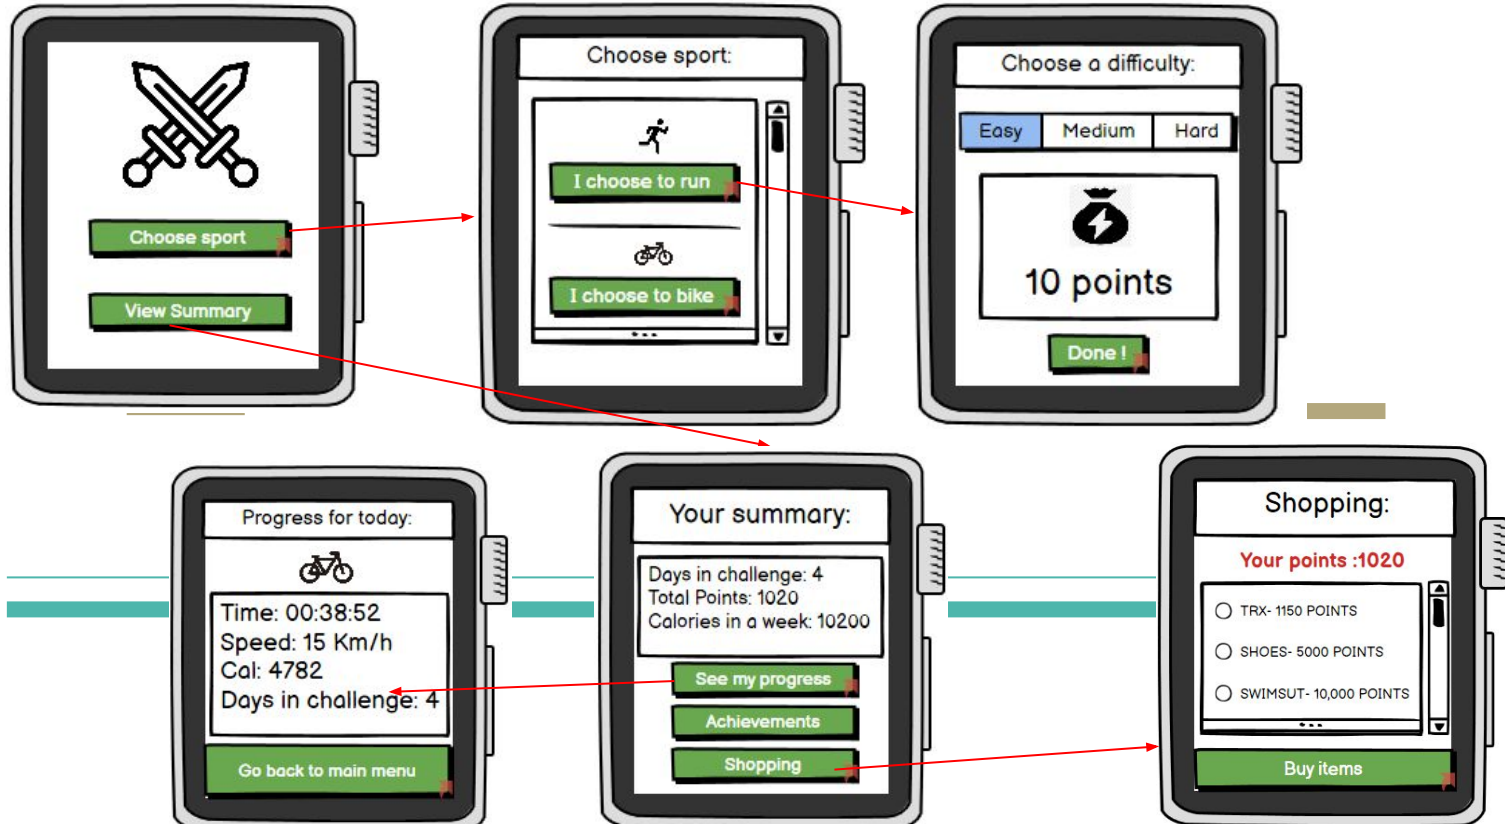 Choose sport
View Summary
Choose sport:
I choose to run
I choose to bike
Choose a difficulty:
Easy Medium Hard
10 points
Done !
Progress for today:
Time: 00:38:52
Speed: 15 Km/h
Cal: 4782
Days in challenge: 4
Go back to main menu
Your summary:
Days in challenge: 4
Total Points: 1020
Calories in a week: 10200
See my progress
Achievements
Shopping
Shopping:
Your points :1020
TRX- 1150 POINTS
SHOES- 5000 POINTS
SWIMSUT- 10,000 POINTS
Buy items